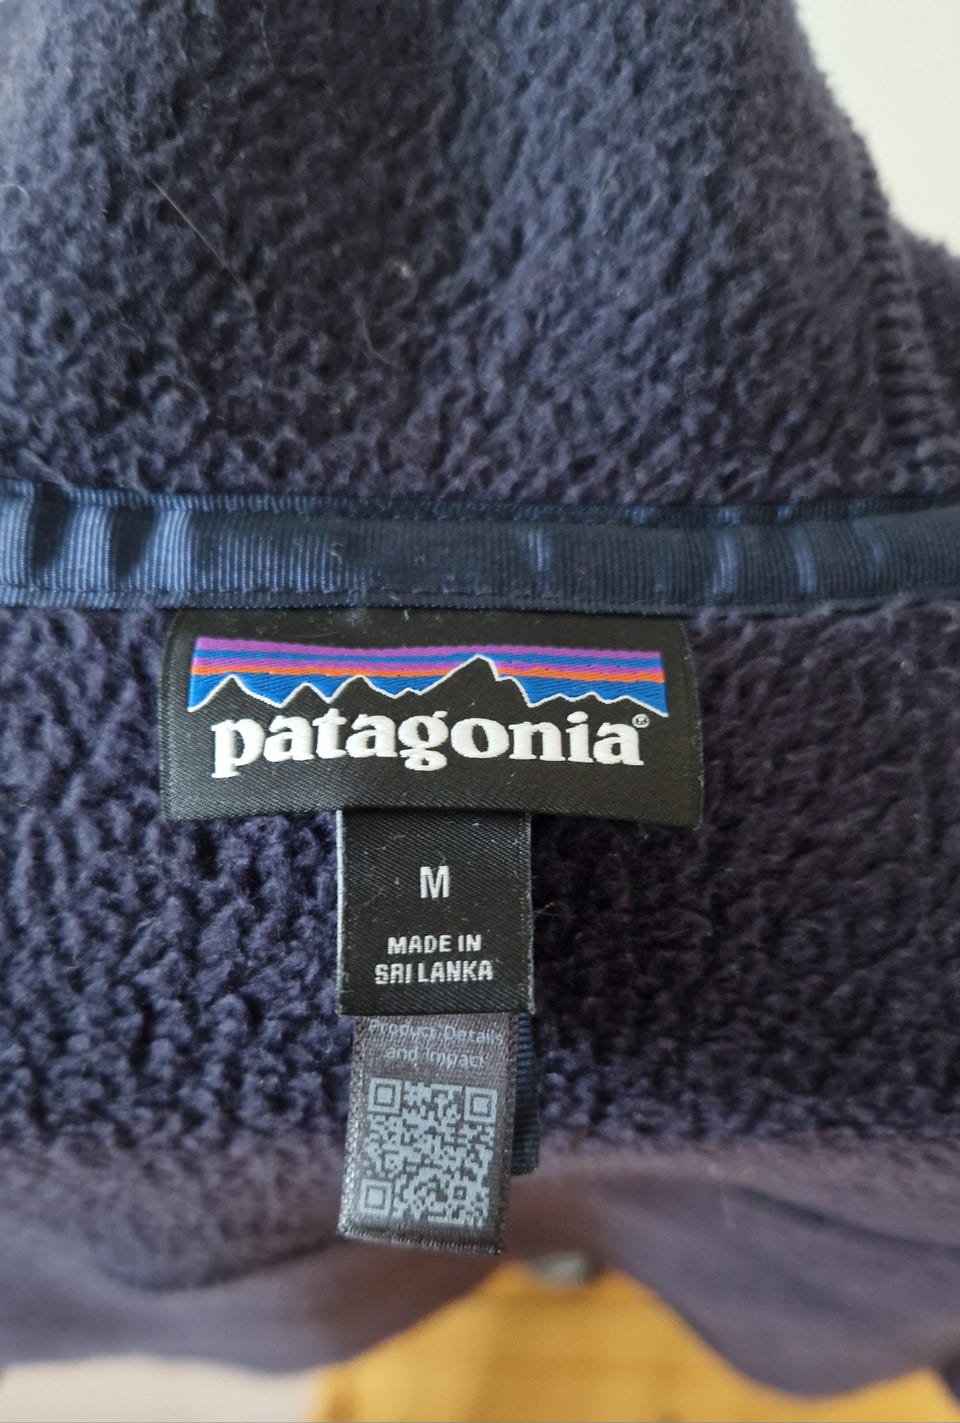 patagonia®
M
MADE IN
SRI LANKA
Product Details
and Impact